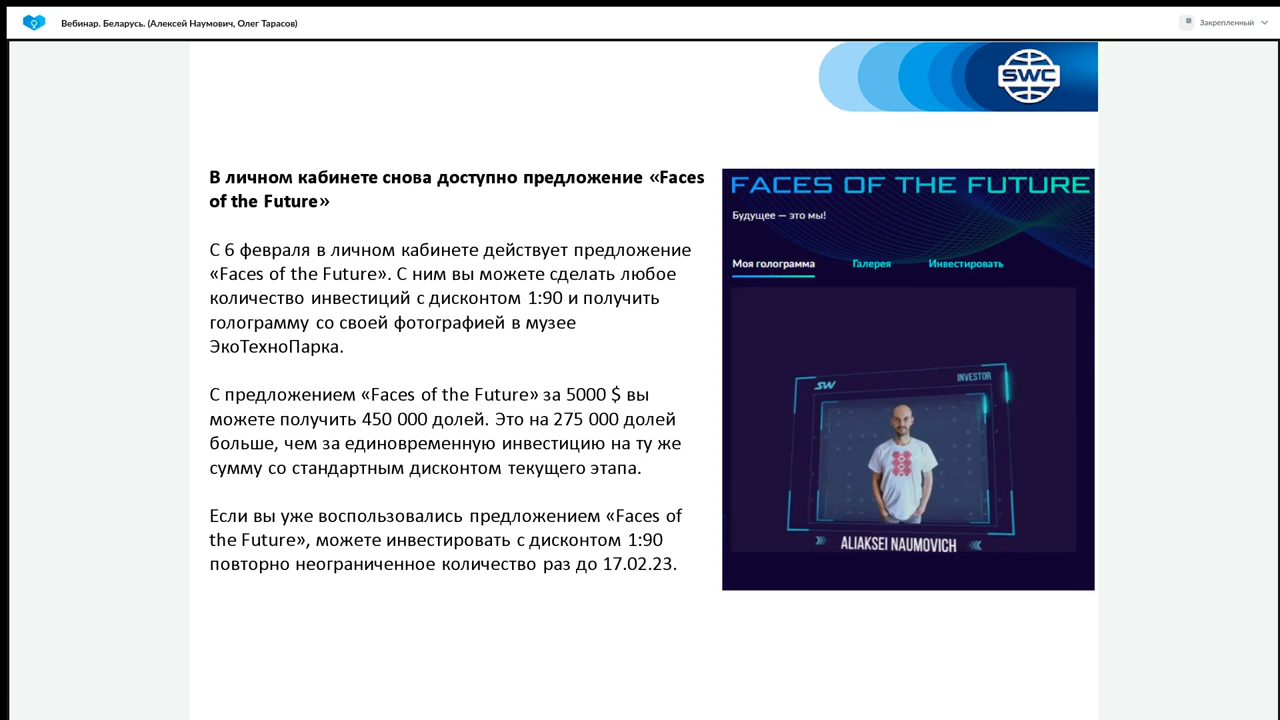 Вебинар. Беларусь. (Алексей Наумович, Олег Тарасов)
Закрепленный
SWC
В личном кабинете снова доступно предложение «Faces
of the Future»
С 6 февраля в личном кабинете действует предложение
«Faces of the Future». С ним вы можете сделать любое
количество инвестиций с дисконтом 1:90 и получить
голограмму со своей фотографией в музее
ЭкоТехноПарка.
С предложением «Faces of the Future» за 5000 $ вы
можете получить 450 000 долей. Это на 275 000 долей
больше, чем за единовременную инвестицию на ту же
сумму со стандартным дисконтом текущего этапа.
Если вы уже воспользовались предложением «Faces of
the Future», можете инвестировать с дисконтом 1:90
повторно неограниченное количество раз до 17.02.23.
FACES OF THE FUTURE
Будущее — это мы!
Моя голограмма Галерея Инвестировать
SW INVESTOR
ALIAKSEI NAUMOVICH